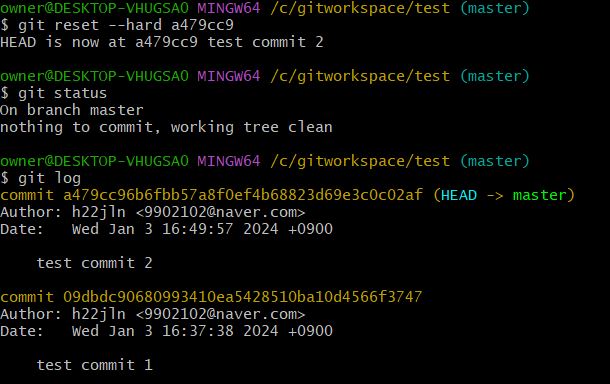 owner@DESKTOP-VHUGSAO MINGW64 /c/gitworkspace/test (master)
$ git reset --hard a479cc9
HEAD is now at a479cc9 test commit 2
owner@DESKTOP-VHUGSAO MINGW64 /c/gitworkspace/test (master)
$ git status
On branch master
nothing to commit, working tree clean
owner@DESKTOP-VHUGSAO MINGW64 /c/gitworkspace/test (master)
$ git log
commit a479cc96b6fbb57a8f0ef4b68823d69e3c0c02af (HEAD -> master)
Author: h22jln <9902102@naver.com>
Date:   Wed Jan 3 16:49:57 2024 +0900
    test commit 2
commit 09dbdc90680993410ea5428510ba10d4566f3747
Author: h22jln <9902102@naver.com>
Date:   Wed Jan 3 16:37:38 2024 +0900
    test commit 1